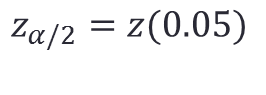 z_{α/2} = z(0.05)